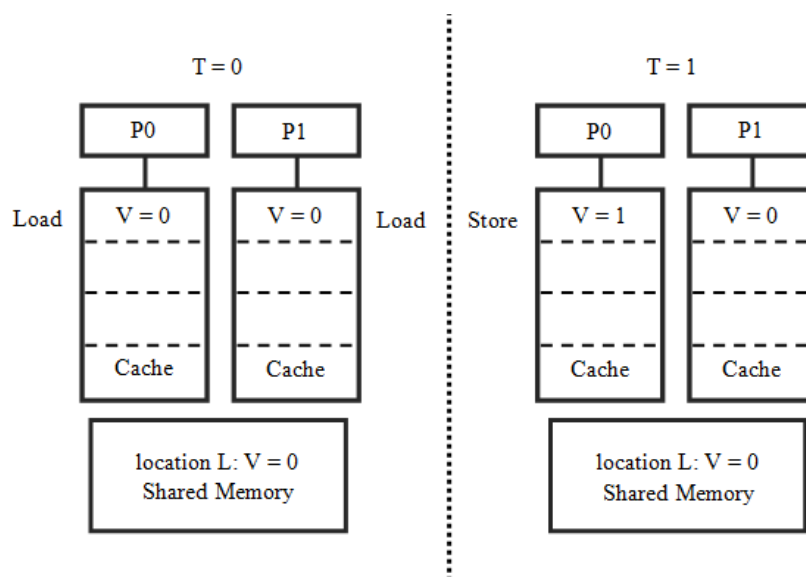 T = 0
P0
P1
Load
V = 0
V = 0
Load
Cache
Cache
location L: V = 0
Shared Memory
T = 1
P0
P1
Store
V = 1
V = 0
Cache
Cache
location L: V = 0
Shared Memory